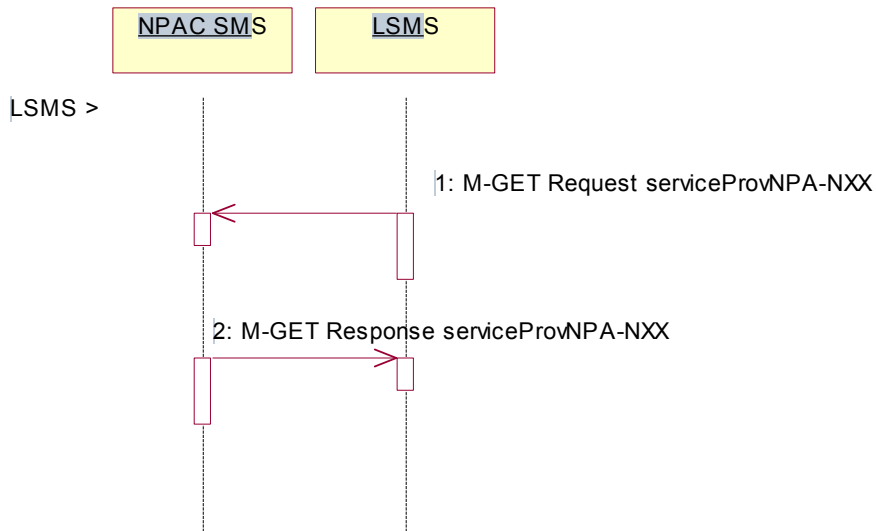 NPAC SMS
LSMS
LSMS >
1: M-GET Request serviceProvNPA-NXX
2: M-GET Response serviceProvNPA-NXX